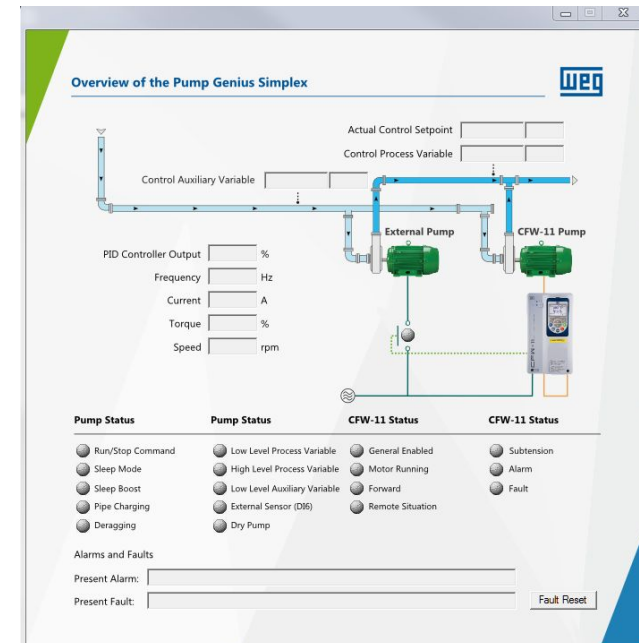 Overview of the Pump Genius Simplex
weg
Actual Control Setpoint
Control Process Variable
Control Auxiliary Variable
External Pump
CFW-11 Pump
PID Controller Output %
Frequency Hz
Current A
Torque %
Speed rpm
CFW-11
Pump Status Pump Status CFW-11 Status CFW-11 Status
Run/Stop Command Low Level Process Variable General Enabled Subtension
Sleep Mode High Level Process Variable Motor Running Alarm
Sleep Boost Low Level Auxiliary Variable Forward Fault
Pipe Charging External Sensor (DI6) Remote Situation
Deragging Dry Pump
Alarms and Faults
Present Alarm:
Present Fault: Fault Reset